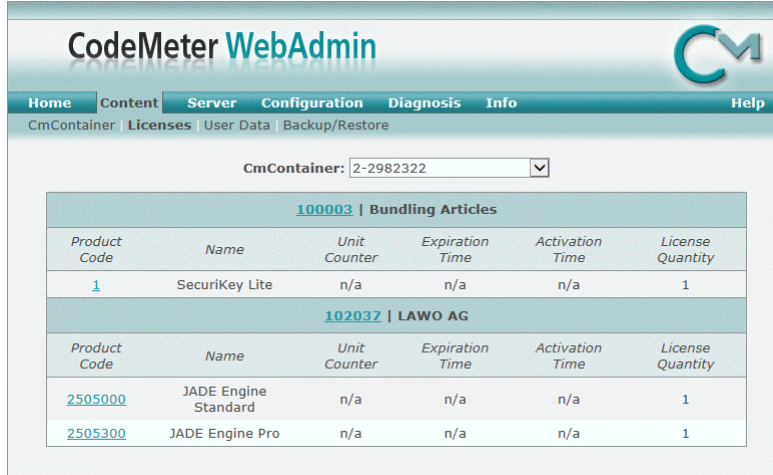 CodeMeter WebAdmin
Home Content Server Configuration Diagnosis Info Help
CmContainer | Licenses | User Data | Backup/Restore
CmContainer: 2-2982322
100003 | Bundling Articles
Product Code Name Unit Counter Expiration Time Activation Time License Quantity
1 SecuriKey Lite n/a n/a n/a 1
102037 | LAWO AG
Product Code Name Unit Counter Expiration Time Activation Time License Quantity
2505000 JADE Engine Standard n/a n/a n/a 1
2505300 JADE Engine Pro n/a n/a n/a 1